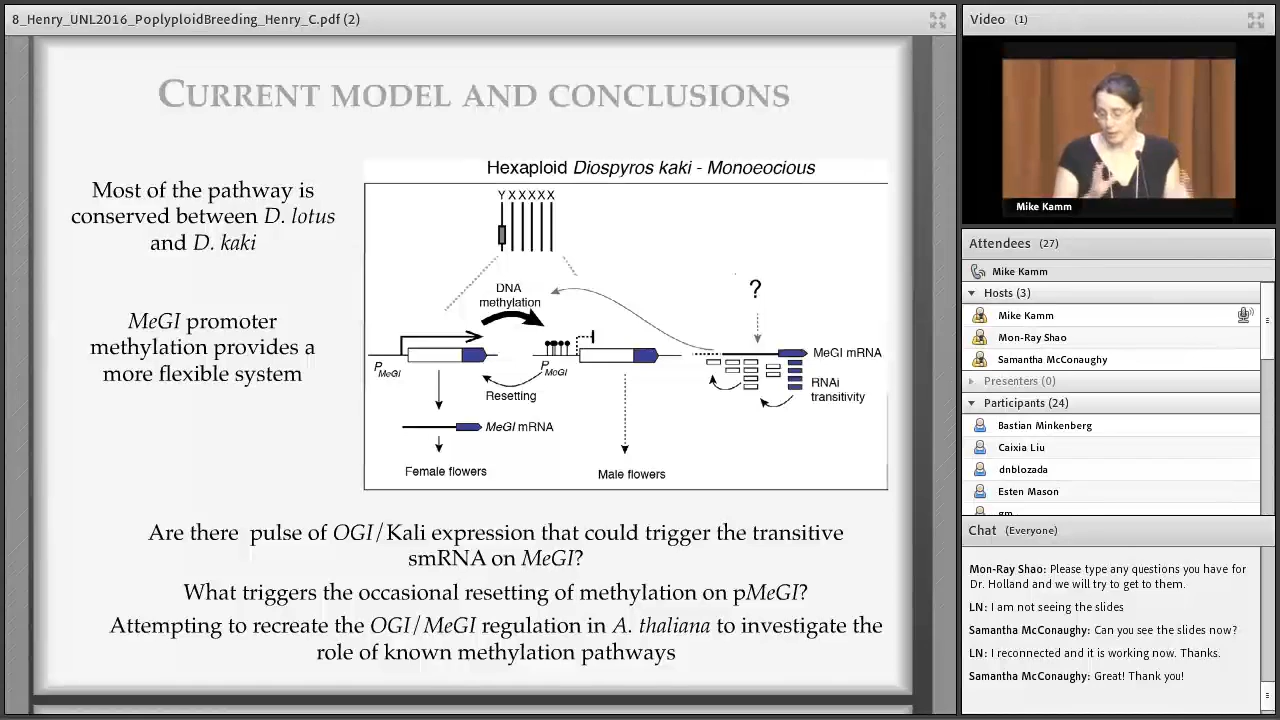 8_Henry_UNL2016_PoplyploidBreeding_Henry_C.pdf (2)
CURRENT MODEL AND CONCLUSIONS
Most of the pathway is
conserved between D. lotus
and D. kaki
MeGI promoter
methylation provides a
more flexible system
Hexaploid Diospyros kaki - Monoeocious
YXXXXX
DNA
methylation
?
PMeGI
PMeGI
Resetting
MeGI mRNA
Female flowers
Male flowers
MeGI mRNA
RNAi
transitivity
Are there pulse of OGI/Kali expression that could trigger the transitive
smRNA on MeGI?
What triggers the occasional resetting of methylation on pMeGI?
Attempting to recreate the OGI/MeGI regulation in A. thaliana to investigate the
role of known methylation pathways
Video (1)
Mike Kamm
Attendees (27)
Mike Kamm
Hosts (3)
Mike Kamm
Mon-Ray Shao
Samantha McConaughy
Presenters (0)
Participants (24)
Bastian Minkenberg
Caixia Liu
dnblozada
Esten Mason
gm
Chat (Everyone)
Mon-Ray Shao: Please type any questions you have for
Dr. Holland and we will try to get to them.
LN: I am not seeing the slides
Samantha McConaughy: Can you see the slides now?
LN: I reconnected and it is working now. Thanks.
Samantha McConaughy: Great! Thank you!